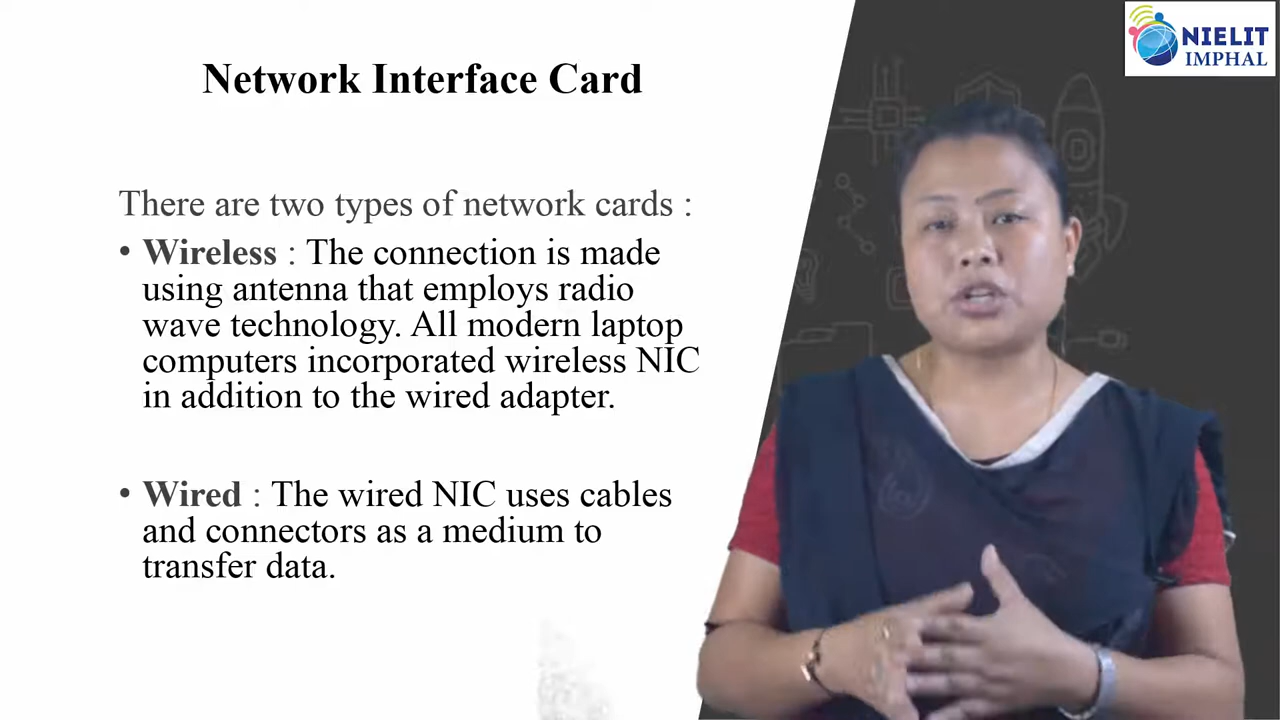 Network Interface Card
There are two types of network cards :
• Wireless : The connection is made
using antenna that employs radio
wave technology. All modern laptop
computers incorporated wireless NIC
in addition to the wired adapter.
• Wired : The wired NIC uses cables
and connectors as a medium to
transfer data.
NIELIT
IMPHAL